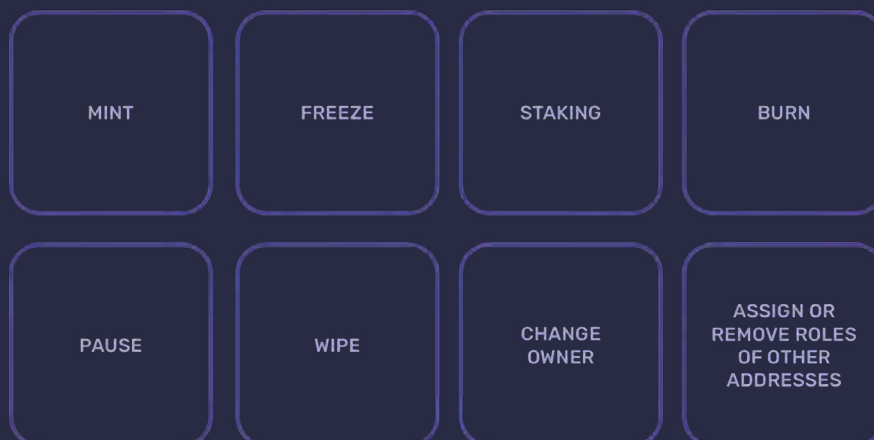 MINT
FREEZE
STAKING
BURN
PAUSE
WIPE
CHANGE
OWNER
ASSIGN OR
REMOVE ROLES
OF OTHER
ADDRESSES